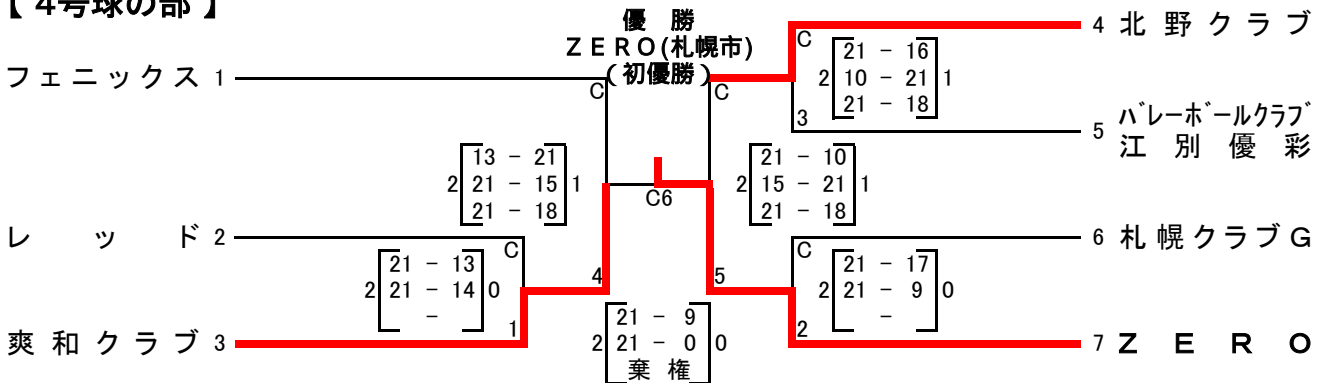 【 4号球の部 】
優 勝
ZERO(札幌市)
(初優勝)
フェニックス 1
レ ッ ド 2
爽 和 ク ラ ブ 3
4 北 野 ク ラ ブ
5 バレーボールクラブ
江 別 優 彩
6 札 幌 ク ラ ブ G
7 Z E R O
C
13 - 21
2 21 - 15 1
21 - 18
4
C
21 - 13
2 21 - 14 0
-
1
C6
21 - 9
2 21 - 0 0
棄 権
C
21 - 10
2 15 - 21 1
21 - 18
5
C
21 - 16
2 10 - 21 1
21 - 18
3
C
21 - 17
2 21 - 9 0
-
2